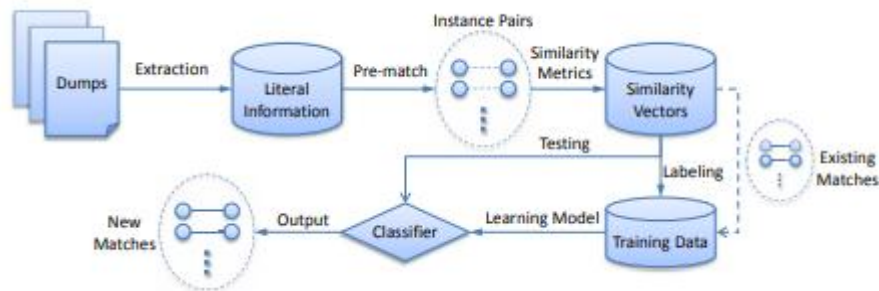 Instance Pairs
Dumps
Extraction
Literal
Information
Pre-match
Similarity
Metrics
Similarity
Vectors
Testing
Labeling
Existing
Matches
New
Matches
Output
Classifier
Learning Model
Training Data